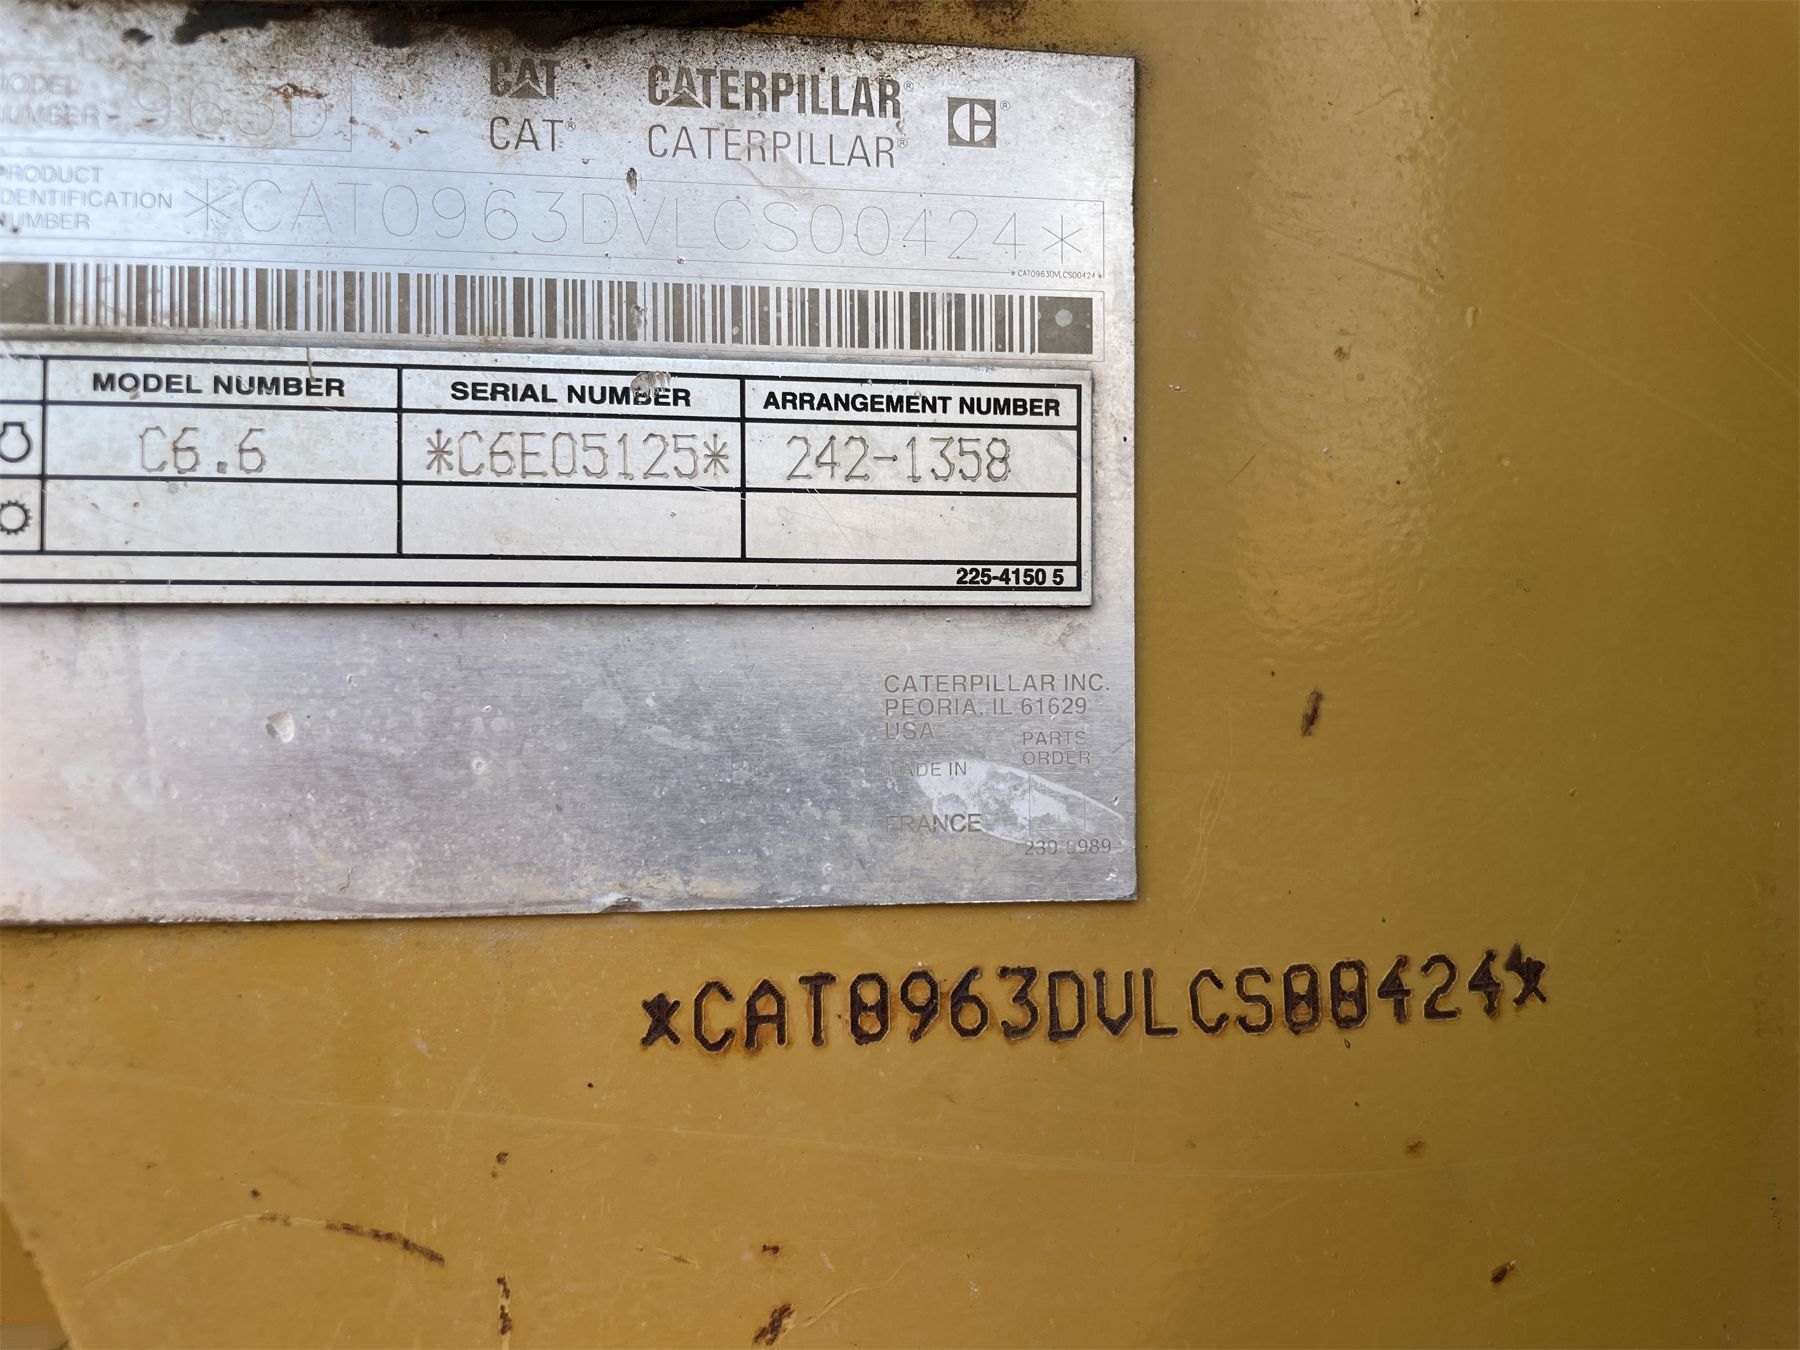 CAT CATERPILLAR®
MODEL NUMBER 963D
CAT® CATERPILLAR®
PRODUCT IDENTIFICATION NUMBER *CAT0963DVLCS00424*
*CAT0963DVLCS00424*
MODEL NUMBER SERIAL NUMBER ARRANGEMENT NUMBER
C6.6 *C6E05125* 242-1358
225-4150 5
CATERPILLAR INC.
PEORIA, IL 61629
USA
PARTS
ORDER
MADE IN
FRANCE
*CAT0963DVLCS00424*